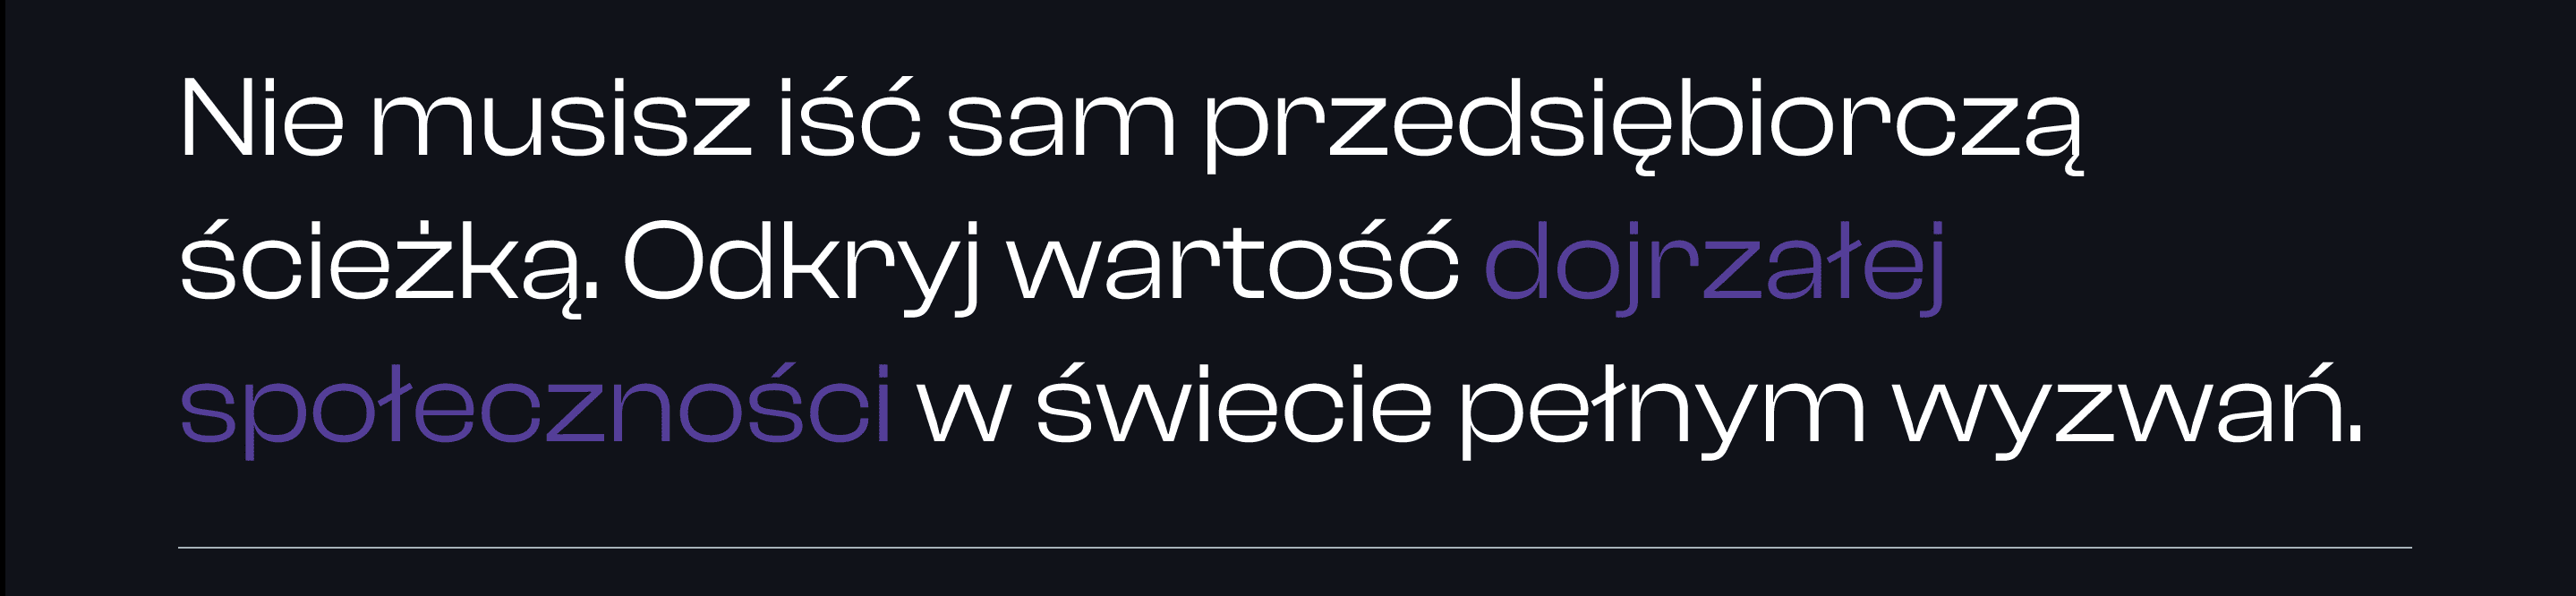 Nie musisz iść sam przedsiębiorczą
ścieżką. Odkryj wartość dojrzałej
społeczności w świecie pełnym wyzwań.